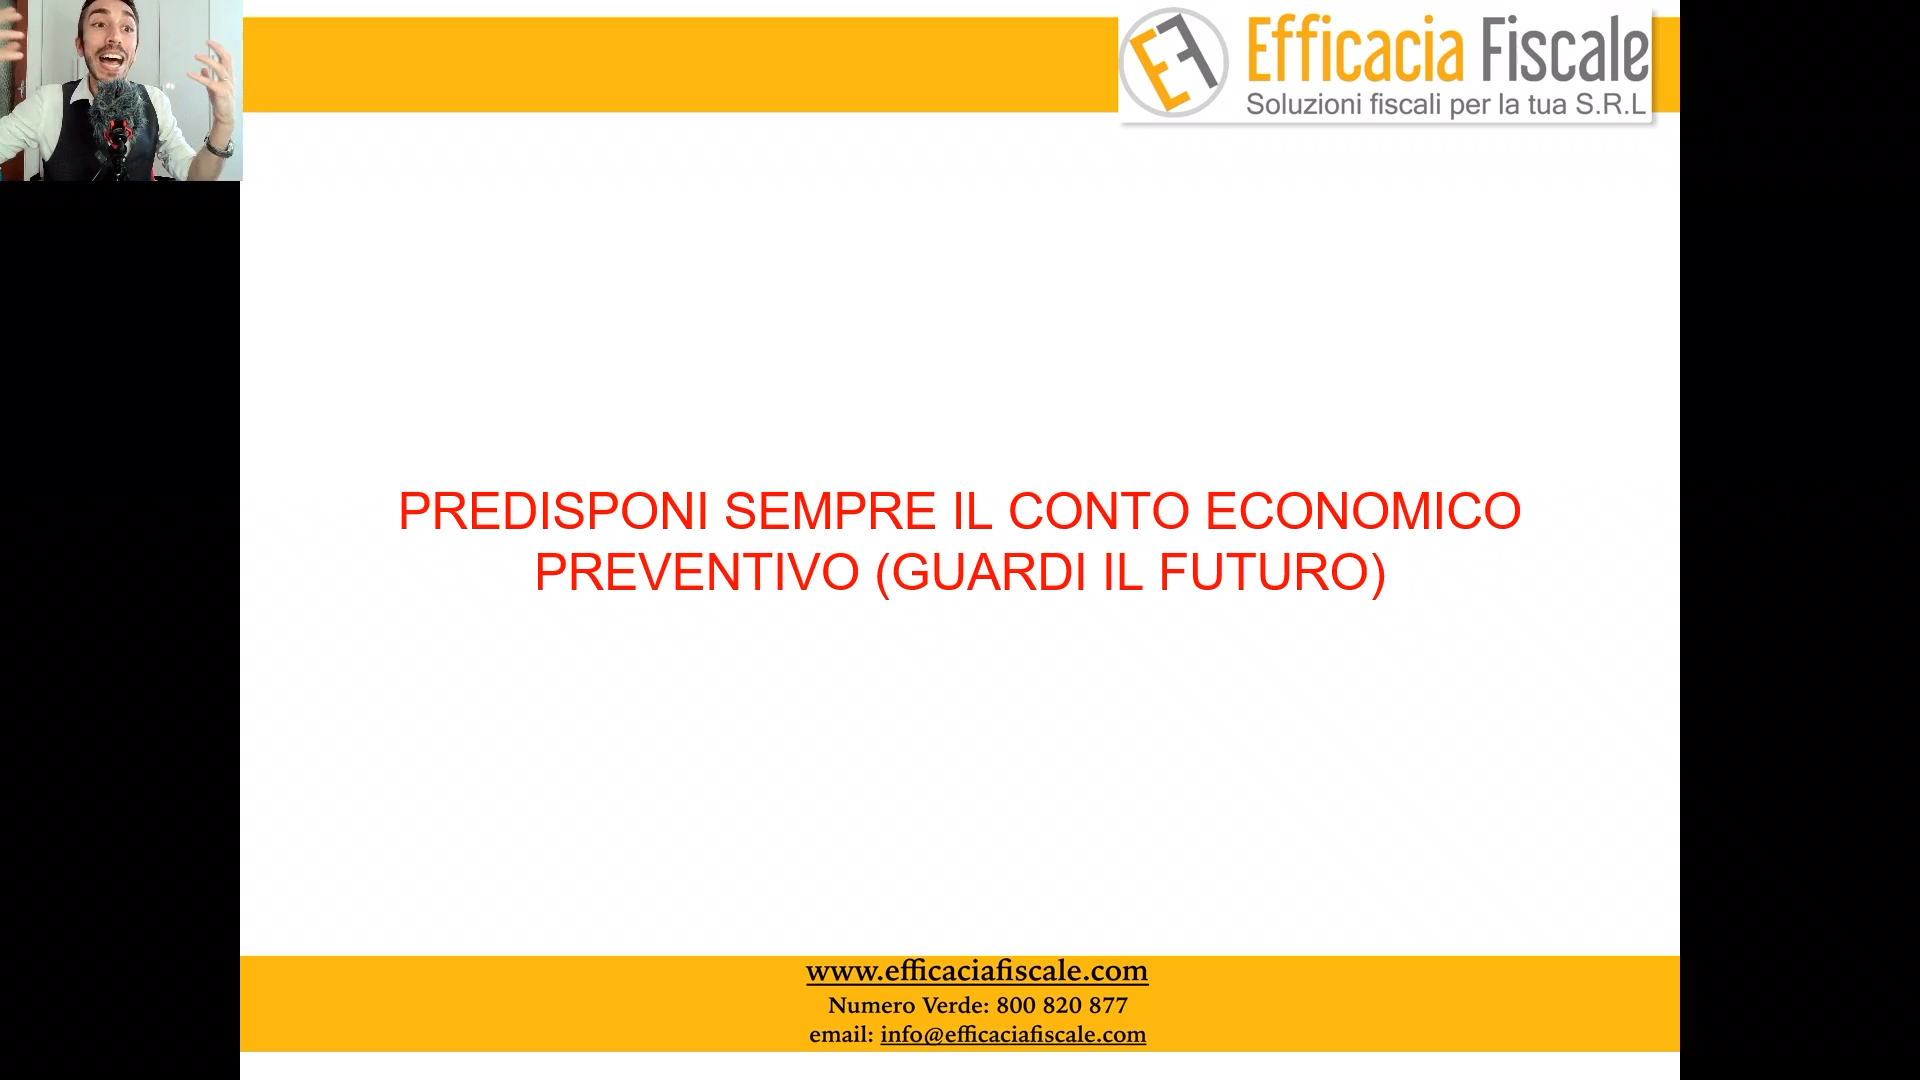 EF Efficacia Fiscale
Soluzioni fiscali per la tua S.R.L
PREDISPONI SEMPRE IL CONTO ECONOMICO
PREVENTIVO (GUARDI IL FUTURO)
www.efficaciafiscale.com
Numero Verde: 800 820 877
email: info@efficaciafiscale.com